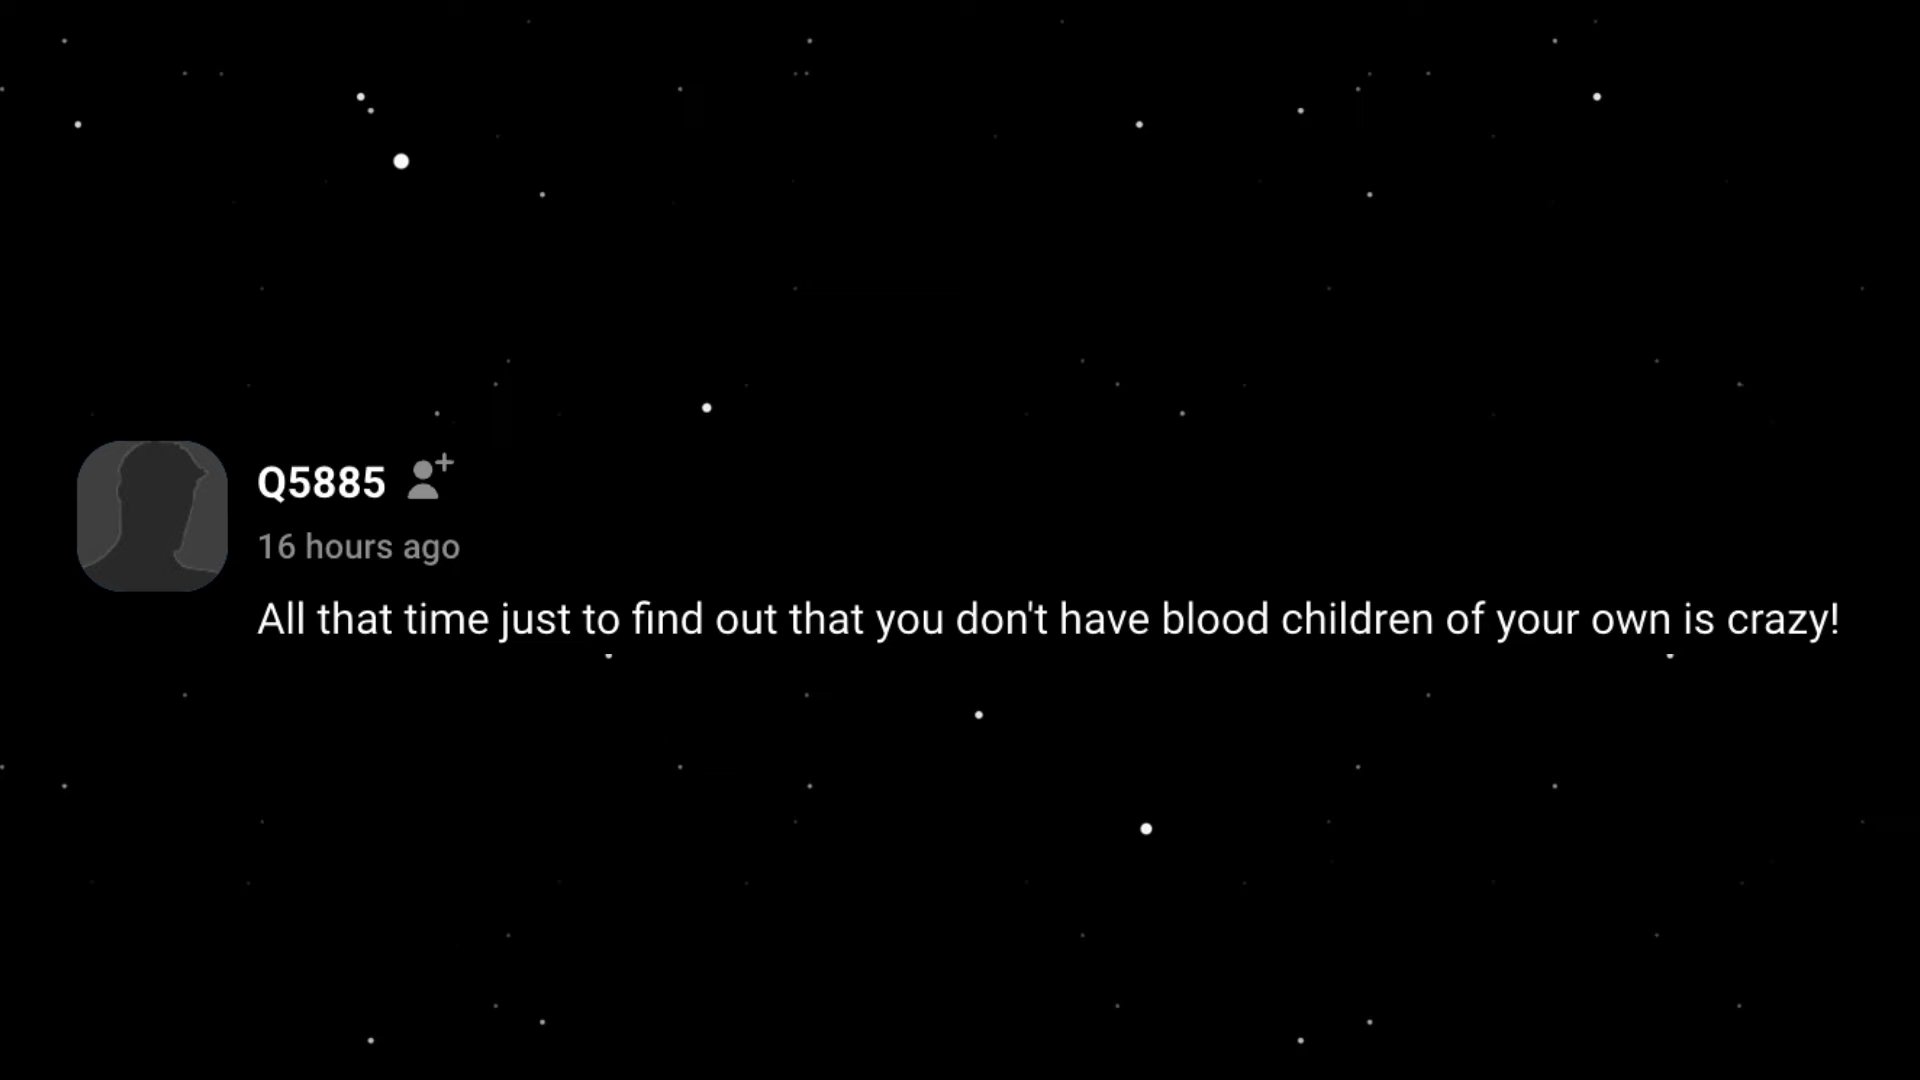 Q5885
16 hours ago
All that time just to find out that you don't have blood children of your own is crazy!